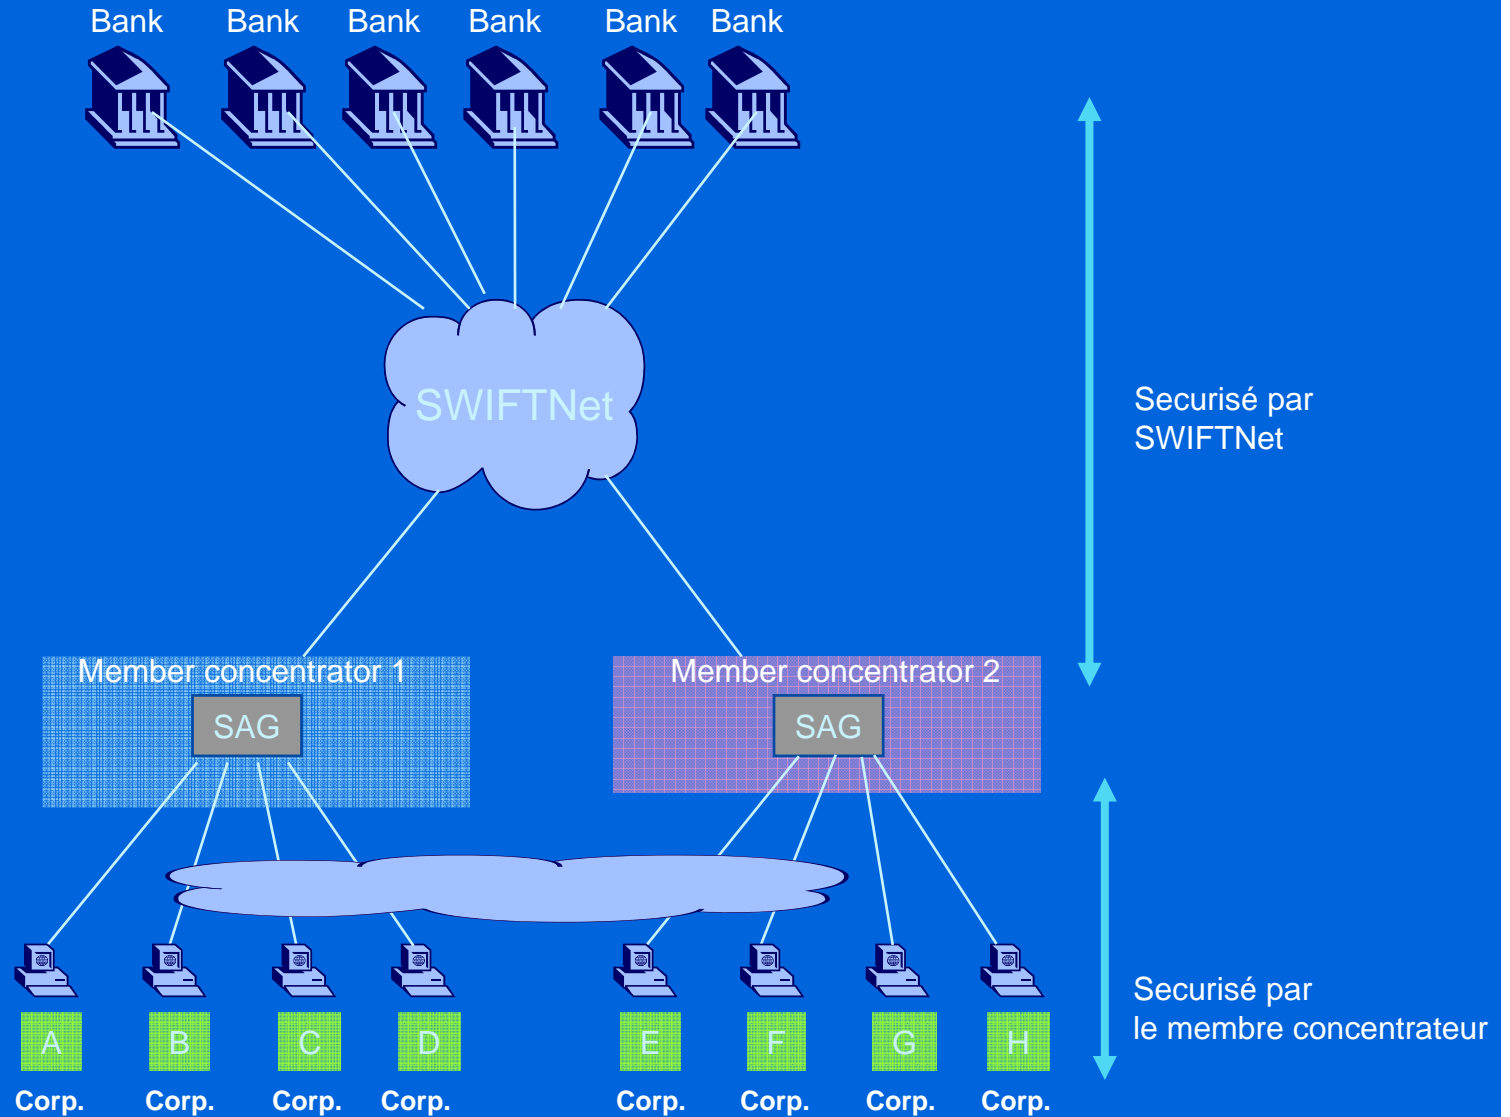 Bank Bank Bank Bank Bank Bank
SWIFTNet
Securisé par
SWIFTNet
Member concentrator 1
Member concentrator 2
SAG
SAG
Securisé par
le membre concentrateur
A B C D E F G H
Corp. Corp. Corp. Corp. Corp. Corp. Corp. Corp.